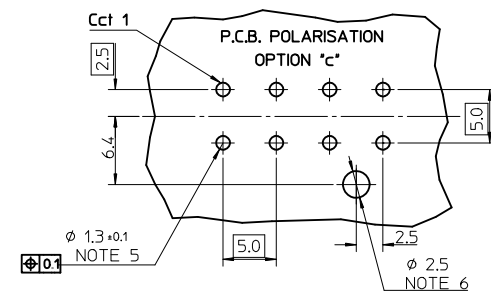 Cct 1
P.C.B. POLARISATION
OPTION "c"
2.5
5.0
6.4
Ø 1.3 ±0.1
NOTE 5
⌖ 0.1
5.0
2.5
Ø 2.5
NOTE 6